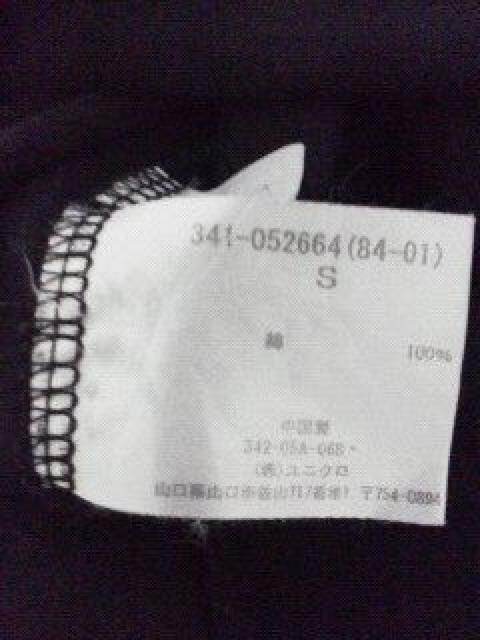 341-052664(84-01)
S
綿 100%
中国製
342-05A-06B
(株)ユニクロ
山口県山口市佐山717番地1 〒754-0894